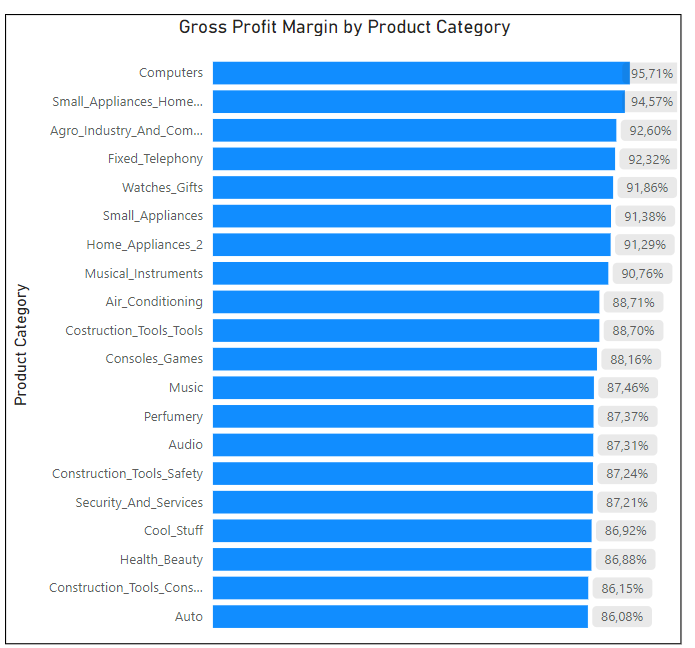 Gross Profit Margin by Product Category
Product Category
Computers 95,71%
Small_Appliances_Home... 94,57%
Agro_Industry_And_Com... 92,60%
Fixed_Telephony 92,32%
Watches_Gifts 91,86%
Small_Appliances 91,38%
Home_Appliances_2 91,29%
Musical_Instruments 90,76%
Air_Conditioning 88,71%
Costruction_Tools_Tools 88,70%
Consoles_Games 88,16%
Music 87,46%
Perfumery 87,37%
Audio 87,31%
Construction_Tools_Safety 87,24%
Security_And_Services 87,21%
Cool_Stuff 86,92%
Health_Beauty 86,88%
Construction_Tools_Cons... 86,15%
Auto 86,08%